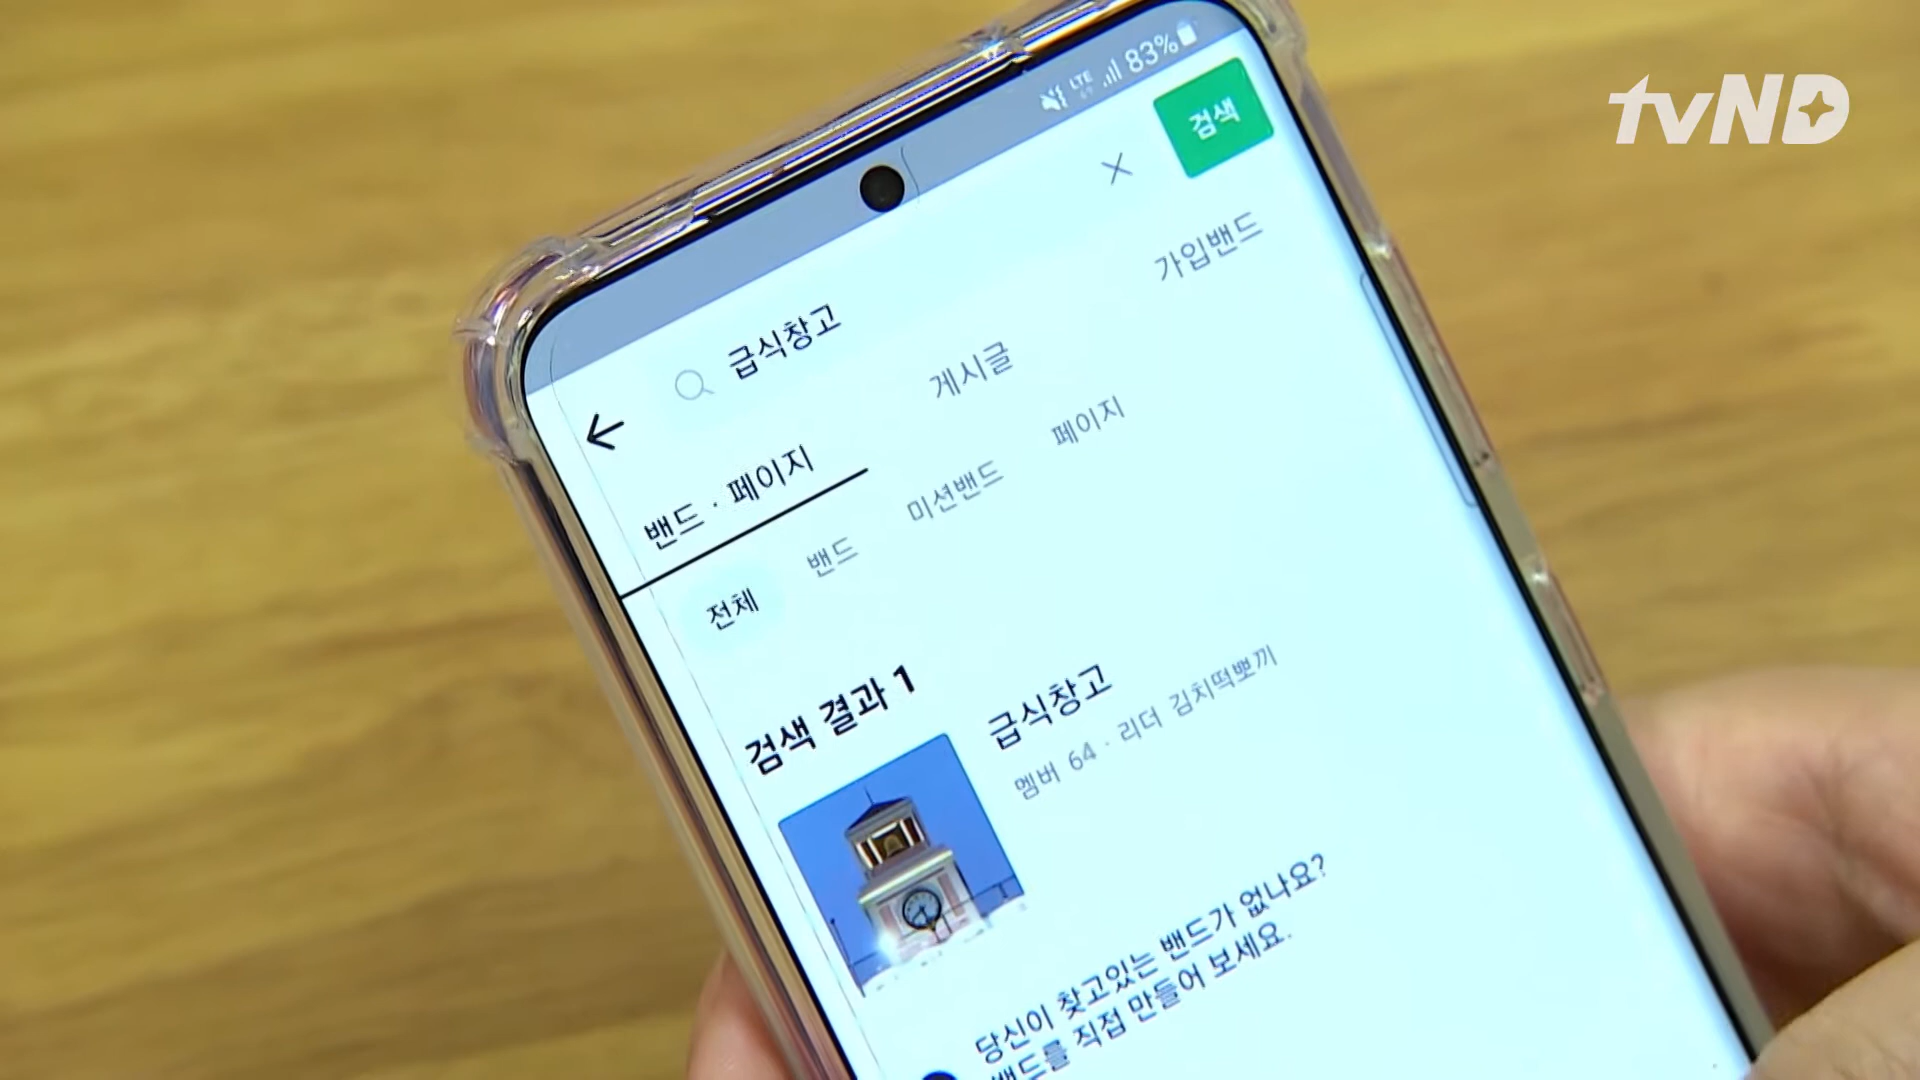 tvND
LTE 83%
급식창고
검색
밴드 · 페이지 게시글 가입밴드
전체 밴드 미션밴드 페이지
검색 결과 1
급식창고
멤버 64 · 리더 김치떡뽀끼
당신이 찾고있는 밴드가 없나요?
밴드를 직접 만들어 보세요.